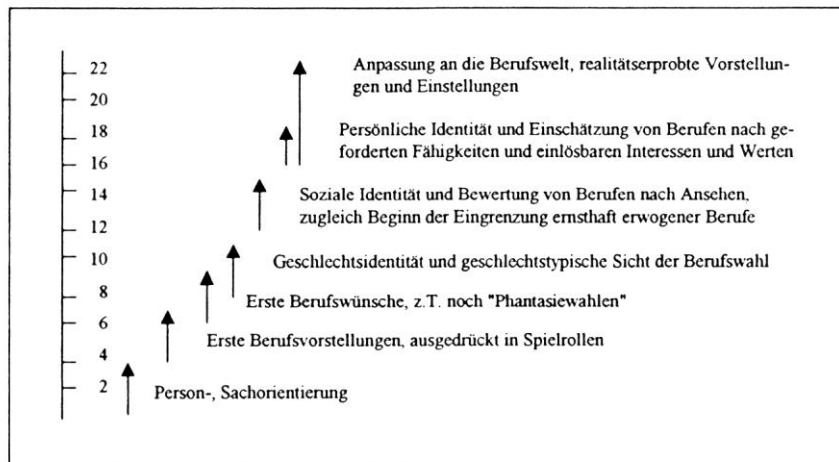 22
Anpassung an die Berufswelt, realitätserprobte Vorstellun-
20
gen und Einstellungen
18
Persönliche Identität und Einschätzung von Berufen nach ge-
16
forderten Fähigkeiten und einlösbaren Interessen und Werten
14
Soziale Identität und Bewertung von Berufen nach Ansehen,
12
zugleich Beginn der Eingrenzung ernsthaft erwogener Berufe
10
Geschlechtsidentität und geschlechtstypische Sicht der Berufswahl
8
Erste Berufswünsche, z.T. noch "Phantasiewahlen"
6
Erste Berufsvorstellungen, ausgedrückt in Spielrollen
4
2
Person-, Sachorientierung